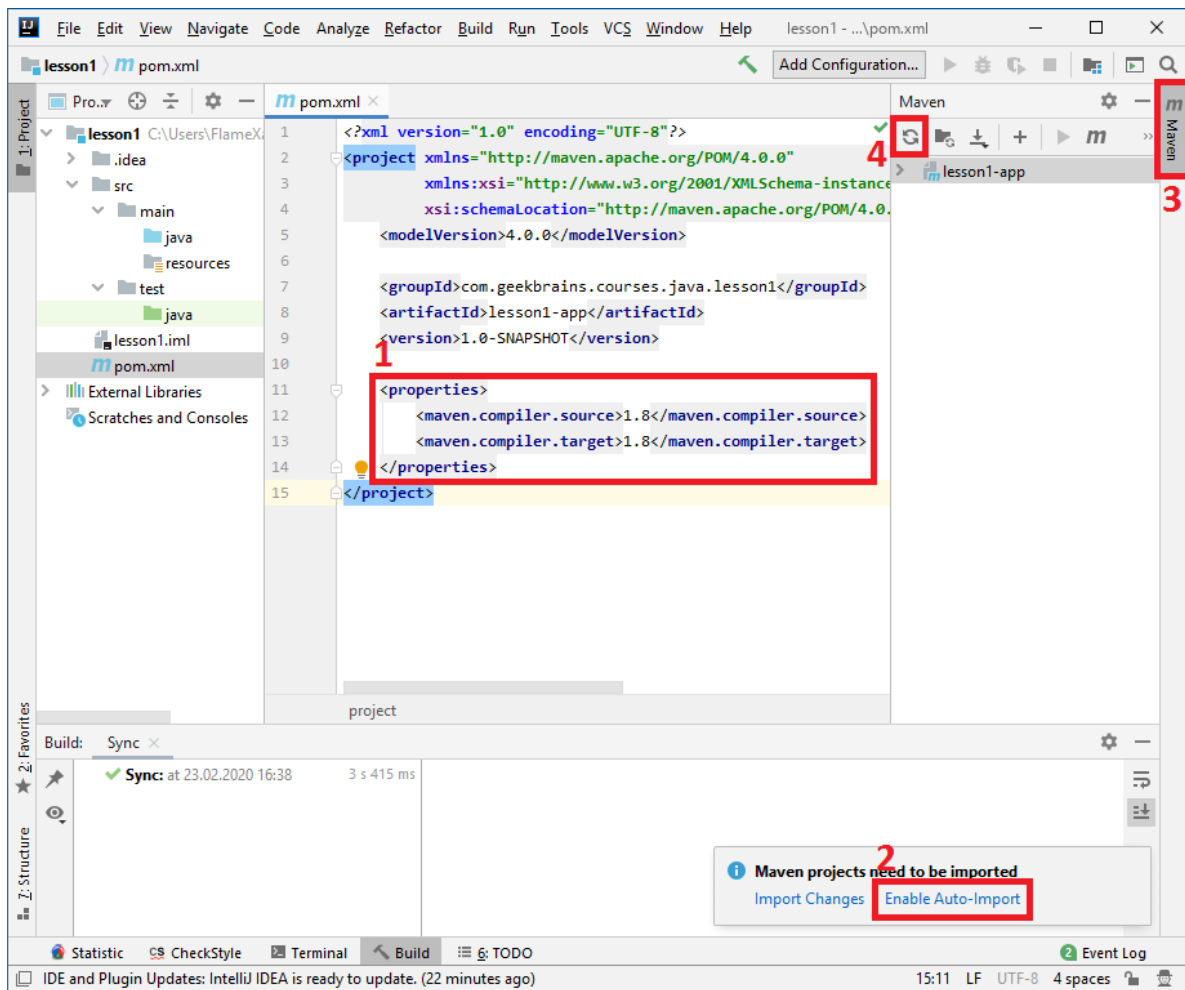 File Edit View Navigate Code Analyze Refactor Build Run Tools VCS Window Help lesson1 - ...\pom.xml
lesson1 pom.xml Add Configuration...
1: Project
Pro..
lesson1 C:\Users\FlameX
.idea
src
main
java
resources
test
java
lesson1.iml
pom.xml
External Libraries
Scratches and Consoles
pom.xml
1 <?xml version="1.0" encoding="UTF-8"?>
2 <project xmlns="http://maven.apache.org/POM/4.0.0"
3 xmlns:xsi="http://www.w3.org/2001/XMLSchema-instance
4 xsi:schemaLocation="http://maven.apache.org/POM/4.0.
5 <modelVersion>4.0.0</modelVersion>
6
7 <groupId>com.geekbrains.courses.java.lesson1</groupId>
8 <artifactId>lesson1-app</artifactId>
9 <version>1.0-SNAPSHOT</version>
10
1
11 <properties>
12 <maven.compiler.source>1.8</maven.compiler.source>
13 <maven.compiler.target>1.8</maven.compiler.target>
14 </properties>
15 </project>
project
Maven
4
m
lesson1-app
m Maven
3
2: Favorites
7: Structure
Build: Sync
Sync: at 23.02.2020 16:38 3 s 415 ms
2
Maven projects need to be imported
Import Changes Enable Auto-Import
Statistic CS CheckStyle Terminal Build 6: TODO 2 Event Log
IDE and Plugin Updates: IntelliJ IDEA is ready to update. (22 minutes ago) 15:11 LF UTF-8 4 spaces